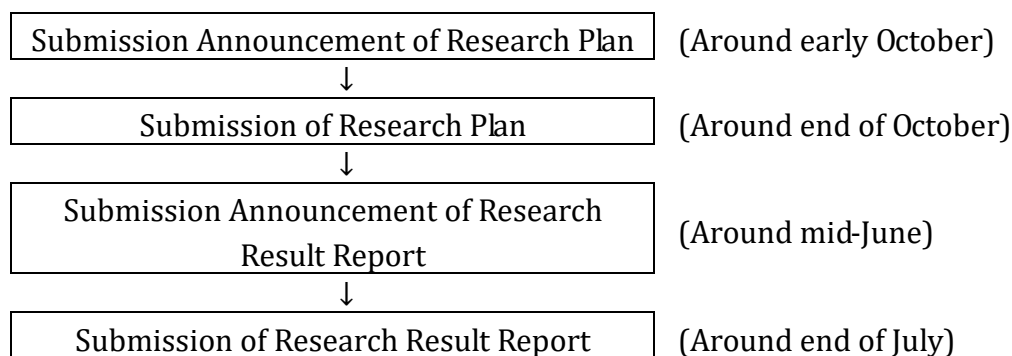 Submission Announcement of Research Plan (Around early October)
↓
Submission of Research Plan (Around end of October)
↓
Submission Announcement of Research
Result Report
(Around mid-June)
↓
Submission of Research Result Report (Around end of July)